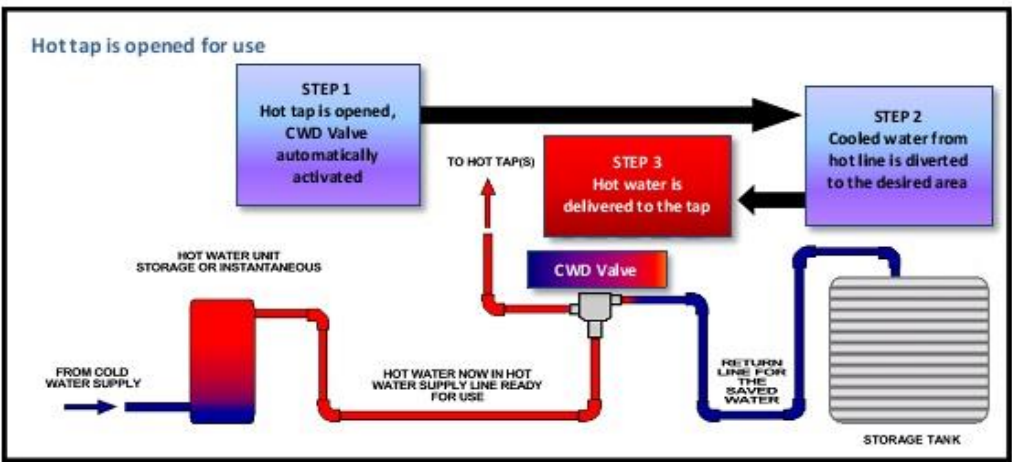 Hot tap is opened for use
STEP 1
Hot tap is opened,
CWD Valve
automatically
activated
STEP 2
Cooled water from
hot line is diverted
to the desired area
TO HOT TAP(S)
STEP 3
Hot water is
delivered to the tap
HOT WATER UNIT
STORAGE OR INSTANTANEOUS
CWD Valve
FROM COLD
WATER SUPPLY
HOT WATER NOW IN HOT
WATER SUPPLY LINE READY
FOR USE
RETURN
LINE FOR
THE
SAVED
WATER
STORAGE TANK